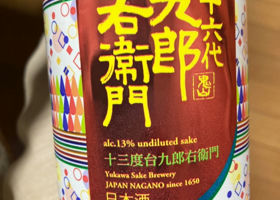 十六代
九郎
右衛門
alc.13% undiluted sake
十三度台九郎右衛門
Yukawa Sake Brewery
JAPAN NAGANO since 1650
日本酒